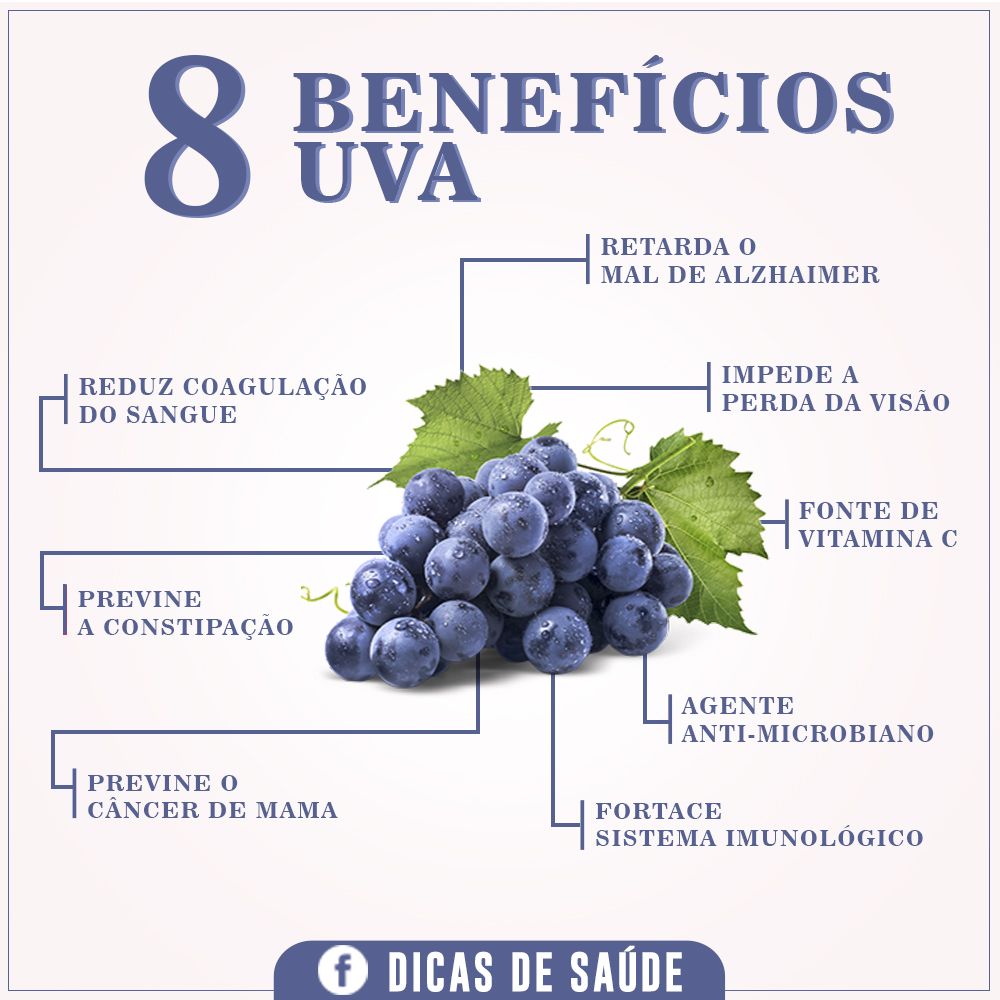 8 BENEFÍCIOS
UVA
RETARDA O
MAL DE ALZHAIMER
REDUZ COAGULAÇÃO
DO SANGUE
IMPEDE A
PERDA DA VISÃO
FONTE DE
VITAMINA C
PREVINE
A CONSTIPAÇÃO
AGENTE
ANTI-MICROBIANO
PREVINE O
CÂNCER DE MAMA
FORTACE
SISTEMA IMUNOLÓGICO
f DICAS DE SAÚDE